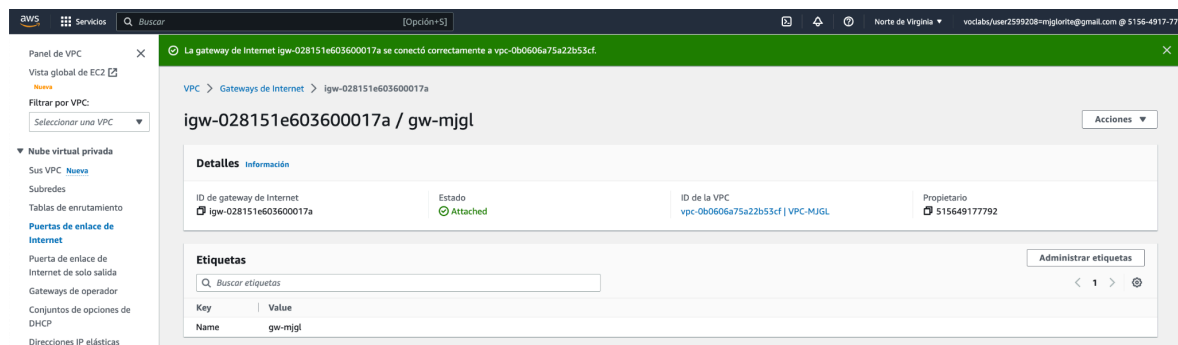 aws
Servicios
Buscar
[Opción+S]
Norte de Virginia
voclabs/user2599208=mjglorite@gmail.com @ 5156-4917-77
Panel de VPC
Vista global de EC2
Nueva
Filtrar por VPC:
Seleccionar una VPC
Nube virtual privada
Sus VPC Nueva
Subredes
Tablas de enrutamiento
Puertas de enlace de
Internet
Puerta de enlace de
Internet de solo salida
Gateways de operador
Conjuntos de opciones de
DHCP
Direcciones IP elásticas
La gateway de Internet igw-028151e603600017a se conectó correctamente a vpc-0b0606a75a22b53cf.
VPC > Gateways de Internet > igw-028151e603600017a
igw-028151e603600017a / gw-mjgl
Acciones
Detalles Información
ID de gateway de Internet
igw-028151e603600017a
Estado
Attached
ID de la VPC
vpc-0b0606a75a22b53cf | VPC-MJGL
Propietario
515649177792
Etiquetas
Administrar etiquetas
Buscar etiquetas
1
Key Value
Name gw-mjgl